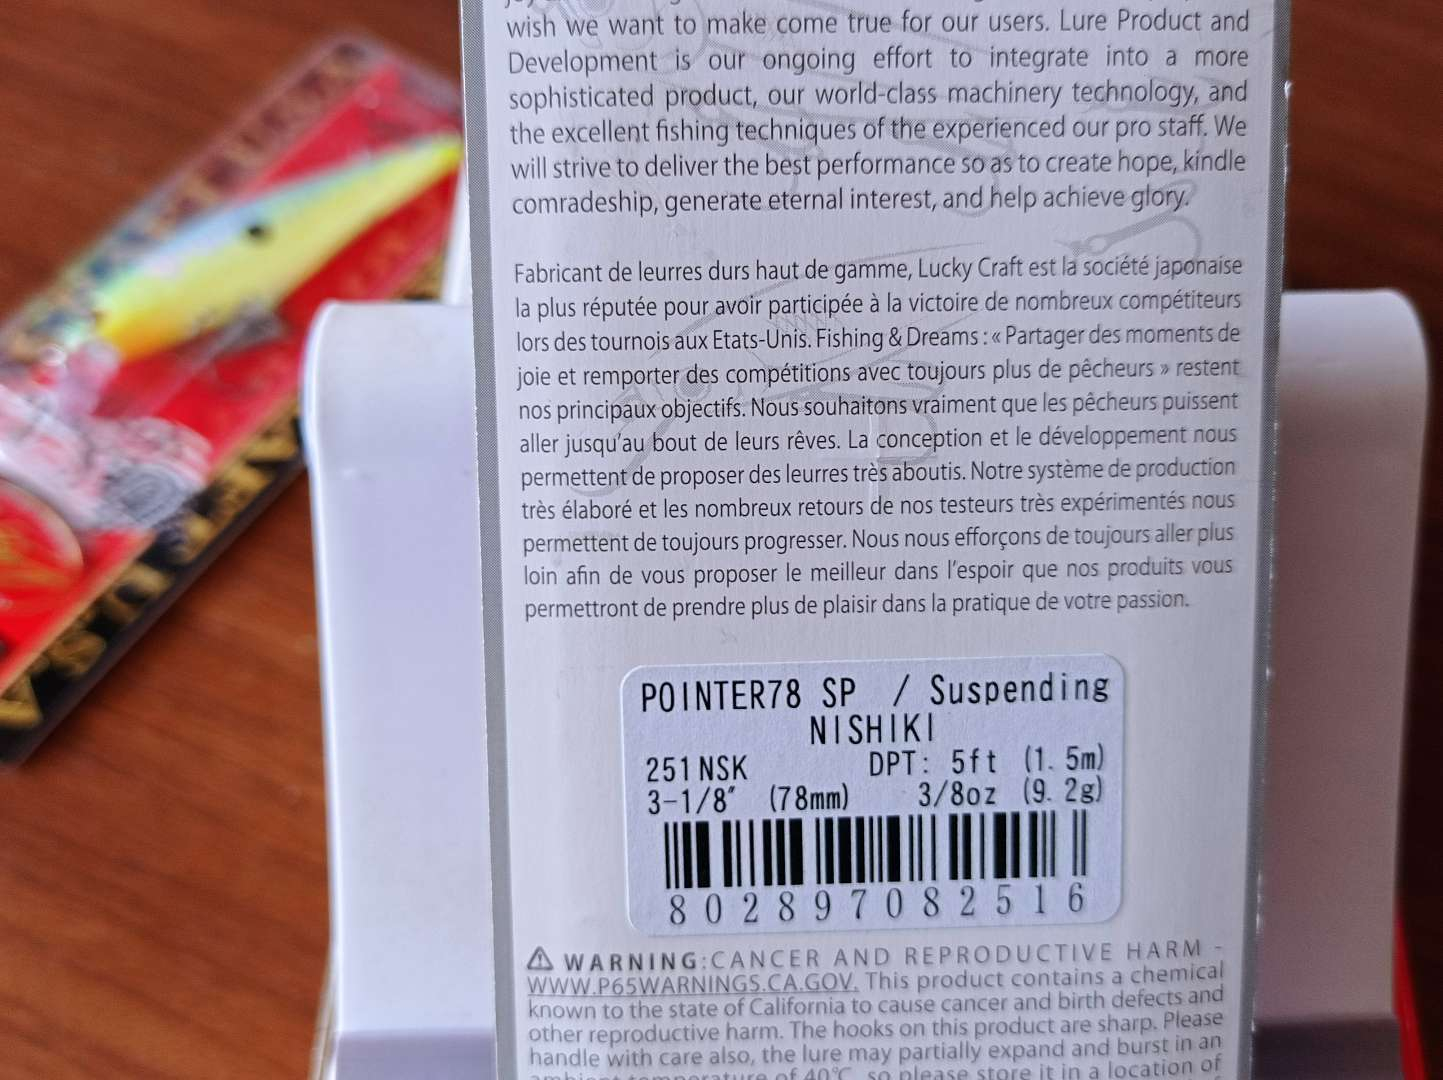 wish we want to make come true for our users. Lure Product and
Development is our ongoing effort to integrate into a more
sophisticated product, our world-class machinery technology, and
the excellent fishing techniques of the experienced our pro staff. We
will strive to deliver the best performance so as to create hope, kindle
comradeship, generate eternal interest, and help achieve glory.
Fabricant de leurres durs haut de gamme, Lucky Craft est la société japonaise
la plus réputée pour avoir participée à la victoire de nombreux compétiteurs
lors des tournois aux Etats-Unis. Fishing & Dreams : « Partager des moments de
joie et remporter des compétitions avec toujours plus de pêcheurs » restent
nos principaux objectifs. Nous souhaitons vraiment que les pêcheurs puissent
aller jusqu'au bout de leurs rêves. La conception et le développement nous
permettent de proposer des leurres très aboutis. Notre système de production
très élaboré et les nombreux retours de nos testeurs très expérimentés nous
permettent de toujours progresser. Nous nous efforçons de toujours aller plus
loin afin de vous proposer le meilleur dans l'espoir que nos produits vous
permettront de prendre plus de plaisir dans la pratique de votre passion.
POINTER78 SP / Suspending
NISHIKI
251NSK DPT: 5ft (1.5m)
3-1/8" (78mm) 3/8oz (9.2g)
802897082516
⚠ WARNING:CANCER AND REPRODUCTIVE HARM -
WWW.P65WARNINGS.CA.GOV. This product contains a chemical
known to the state of California to cause cancer and birth defects and
other reproductive harm. The hooks on this product are sharp. Please
handle with care also, the lure may partially expand and burst in an
ambient temperature of 40℃, so please store it in a location of